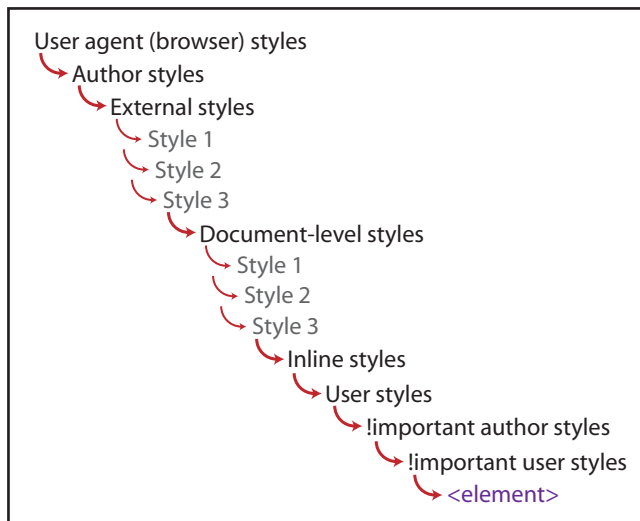 User agent (browser) styles
Author styles
External styles
Style 1
Style 2
Style 3
Document-level styles
Style 1
Style 2
Style 3
Inline styles
User styles
!important author styles
!important user styles
<element>